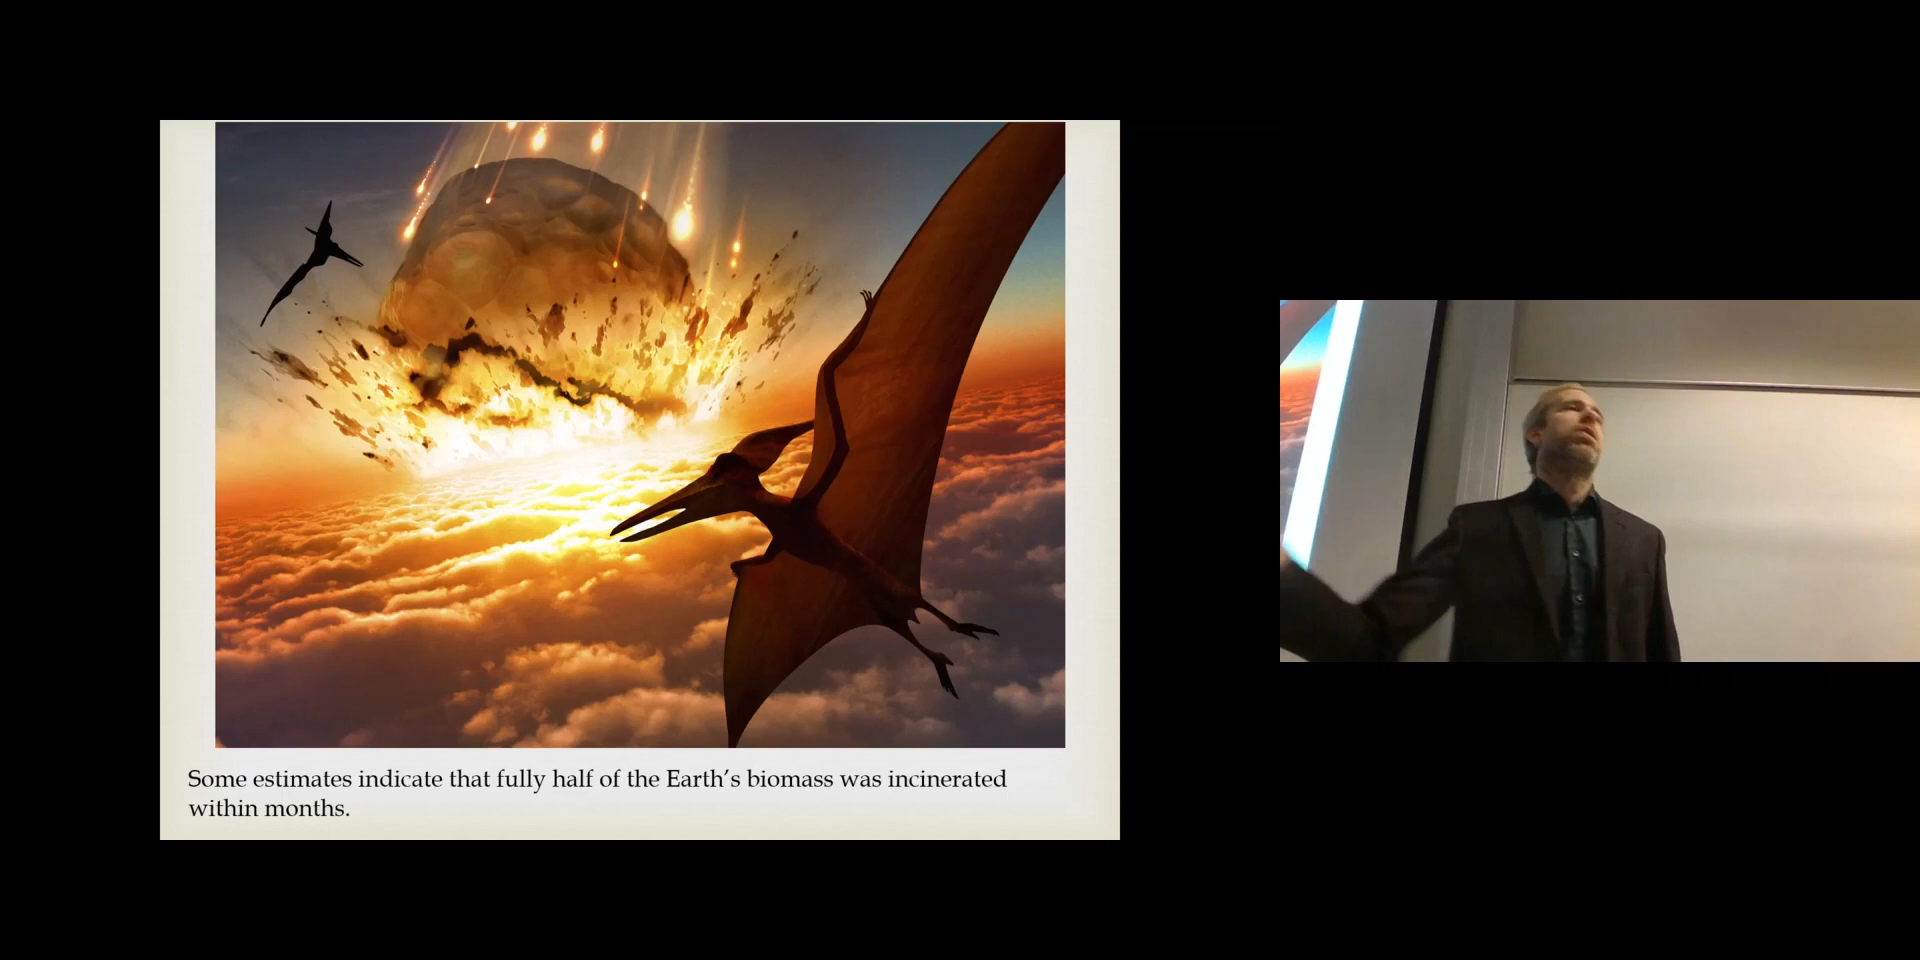 Some estimates indicate that fully half of the Earth’s biomass was incinerated
within months.